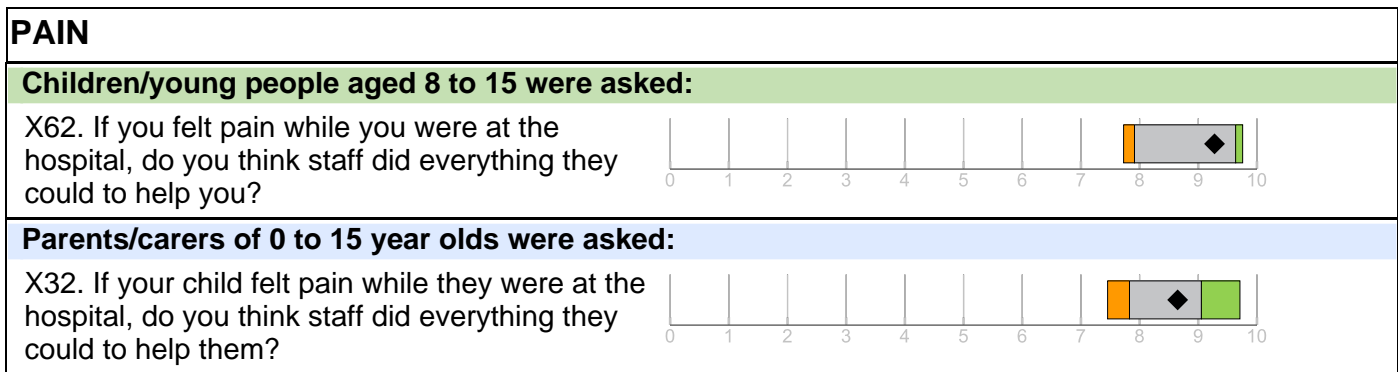 PAIN
Children/young people aged 8 to 15 were asked:
X62. If you felt pain while you were at the
hospital, do you think staff did everything they
could to help you?
0 1 2 3 4 5 6 7 8 9 10
Parents/carers of 0 to 15 year olds were asked:
X32. If your child felt pain while they were at the
hospital, do you think staff did everything they
could to help them?
0 1 2 3 4 5 6 7 8 9 10